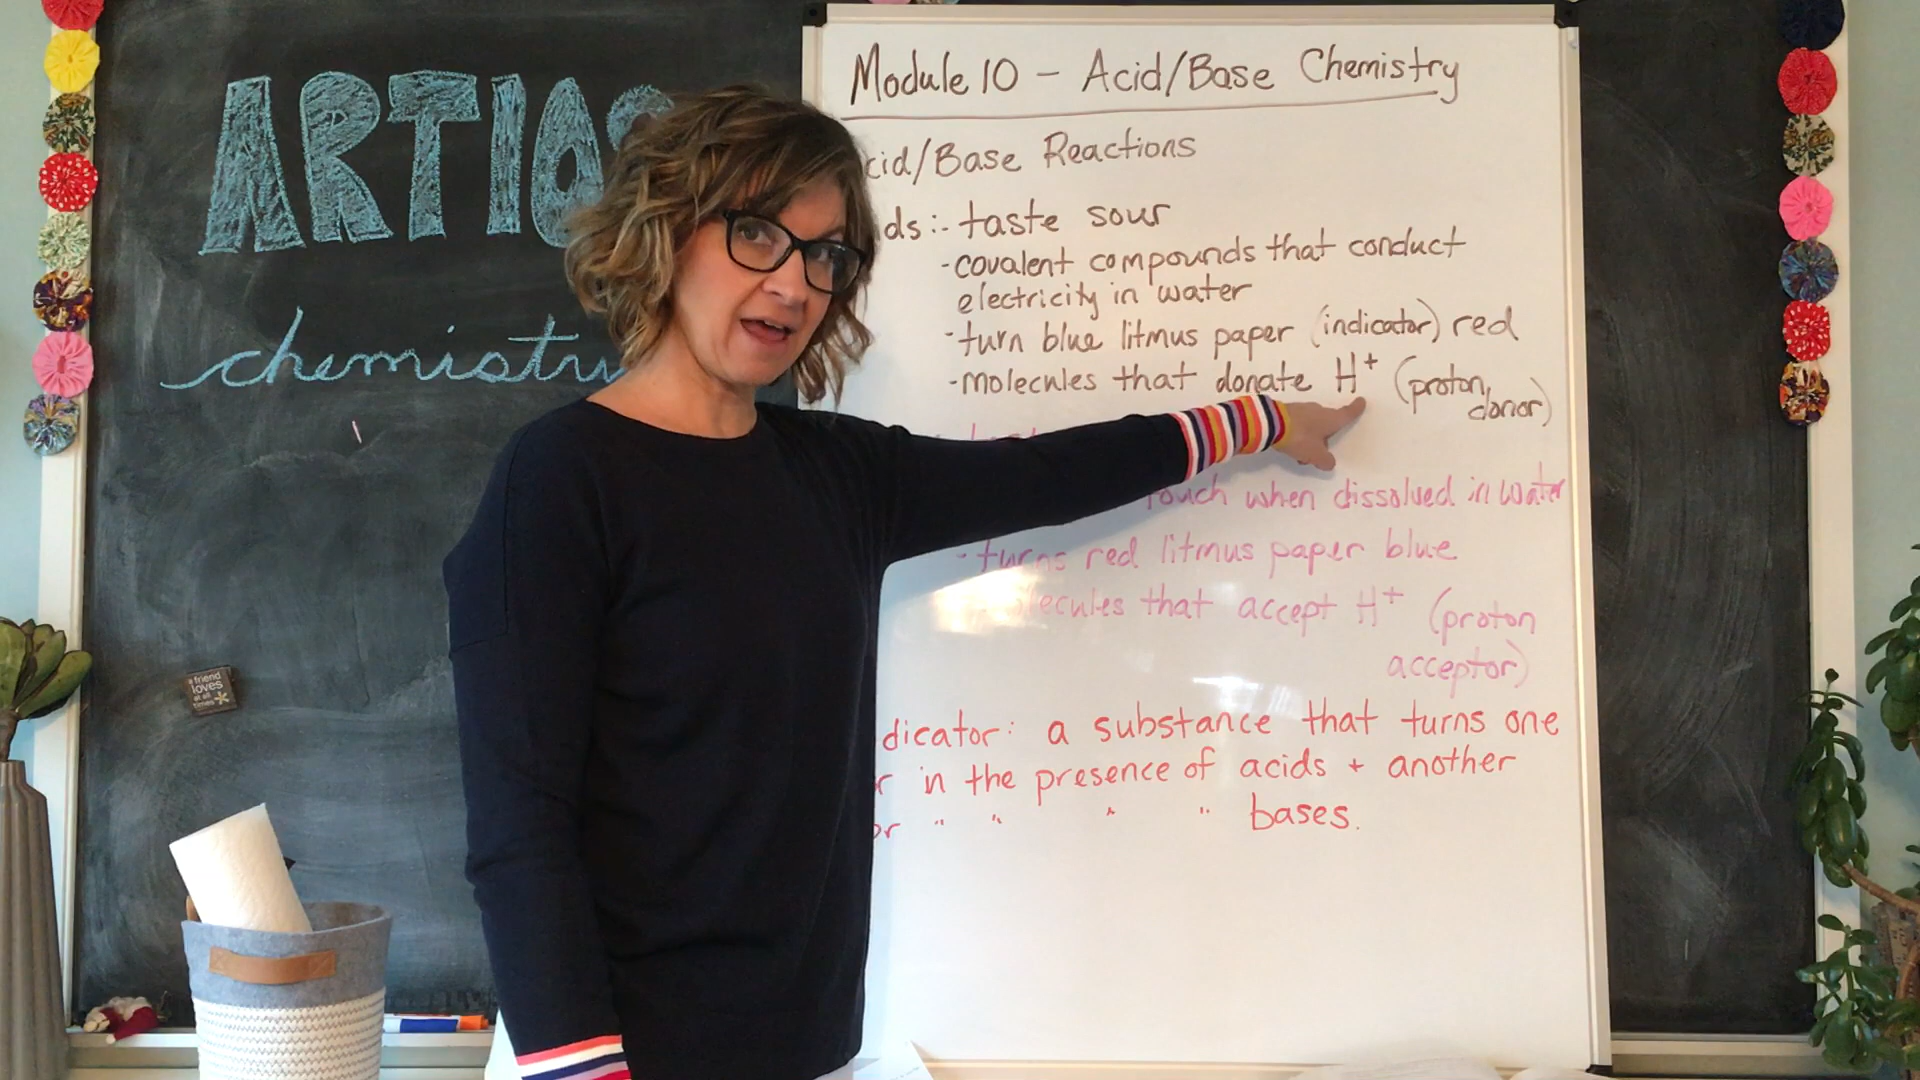 ARTIOS
chemistry
a friend
loves
at all
times
Module 10 - Acid/Base Chemistry
cid/Base Reactions
ds:- taste sour
- covalent compounds that conduct
electricity in water
- turn blue litmus paper (indicator) red
- molecules that donate H+ (proton
donor)
touch when dissolved in water
- turns red litmus paper blue
ecules that accept H+ (proton
acceptor)
dicator: a substance that turns one
r in the presence of acids + another
or " " " " bases.